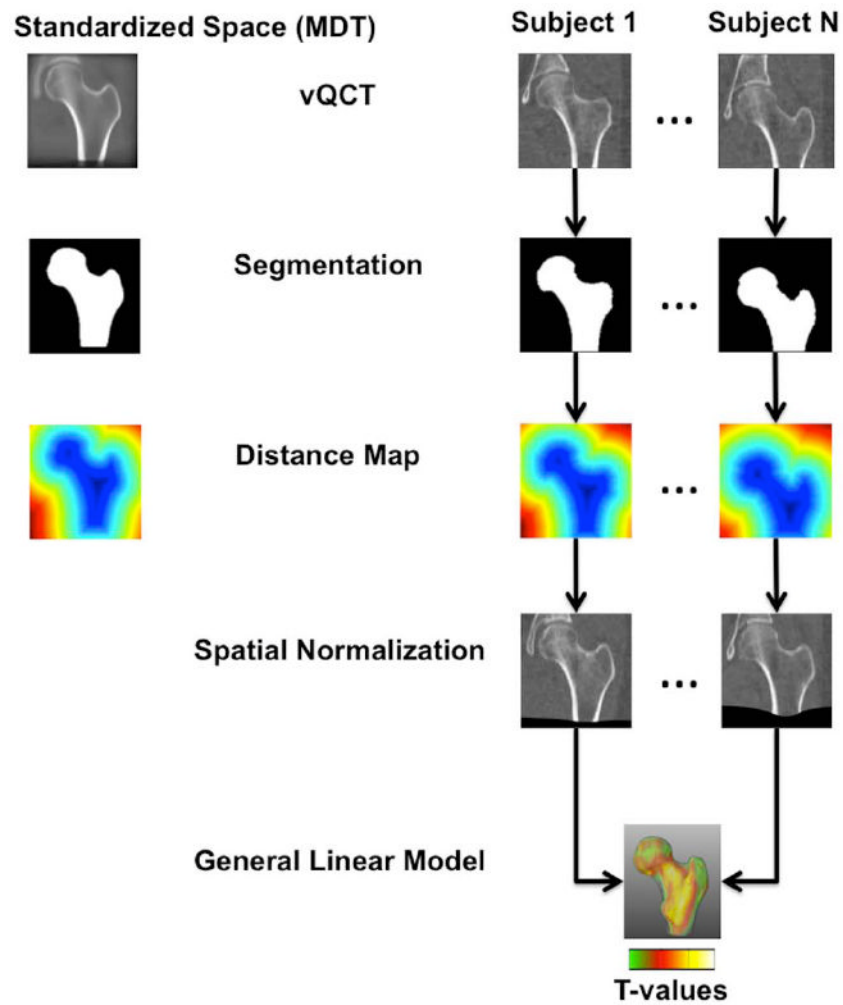 Standardized Space (MDT)
Subject 1
Subject N
vQCT
...
Segmentation
...
Distance Map
...
Spatial Normalization
...
General Linear Model
T-values